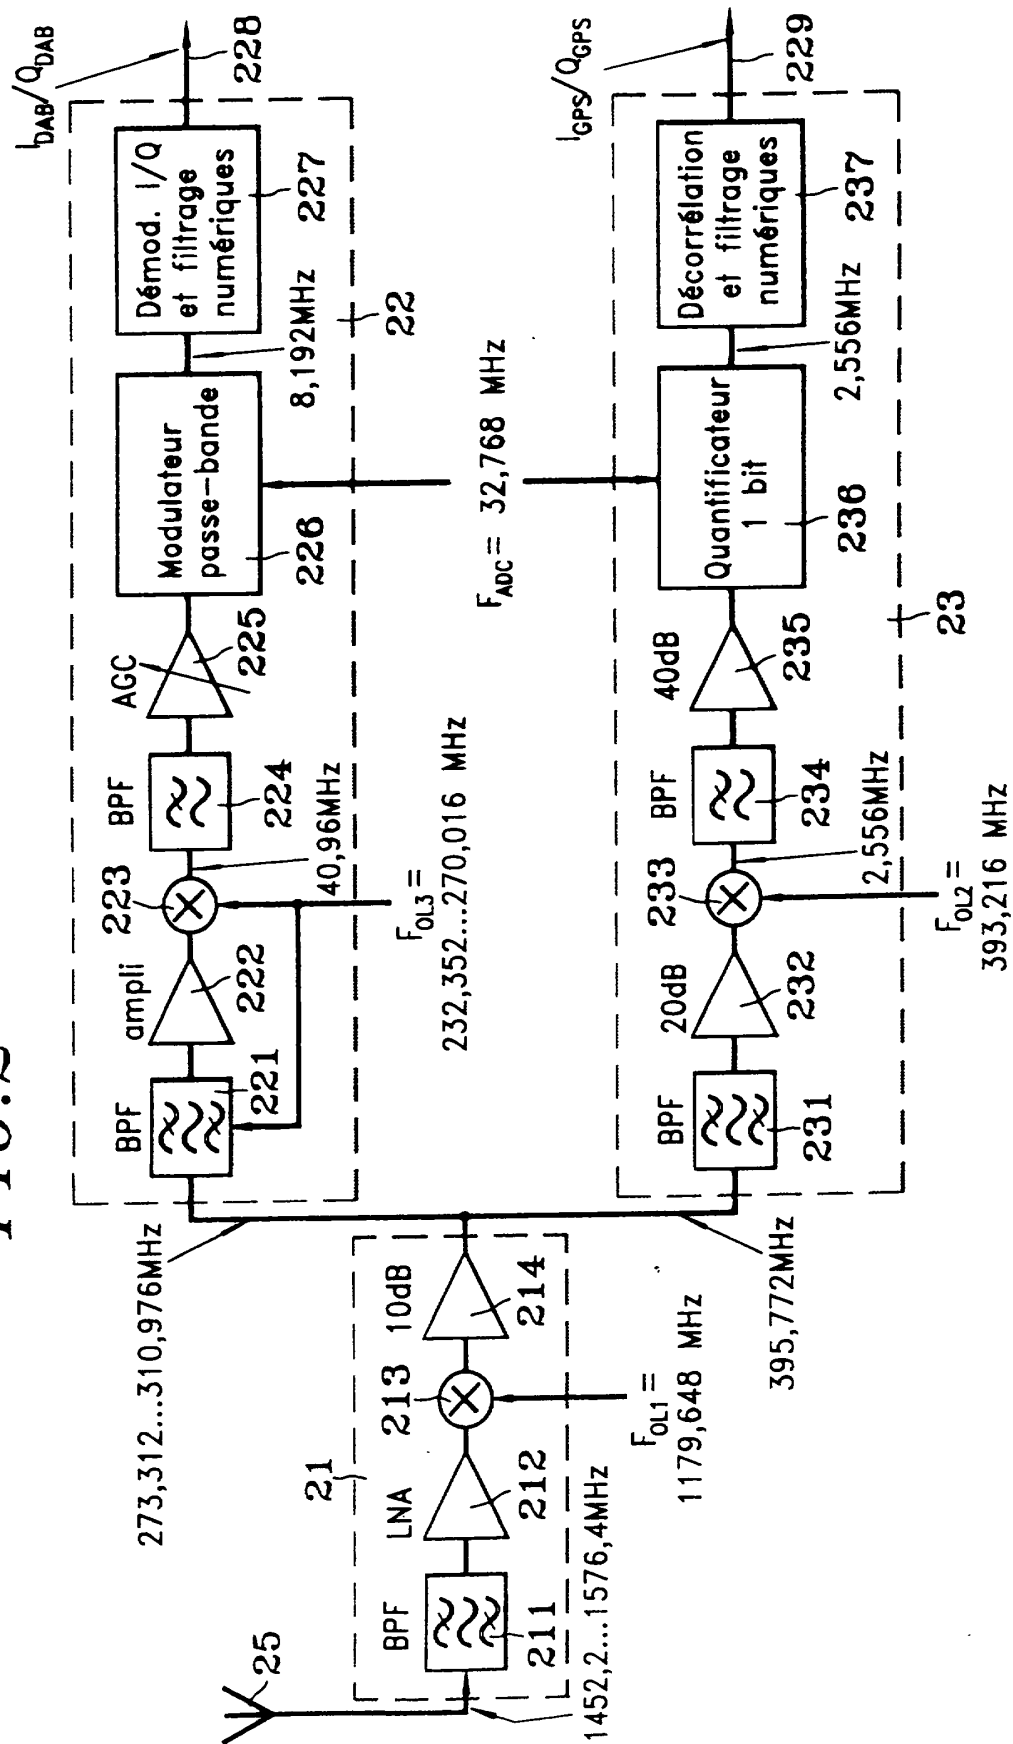 FIG.2
I_DAB/Q_DAB
228
Démod. I/Q
et filtrage
numériques
227
8,192MHz
22
Modulateur
passe-bande
226
AGC
225
BPF
224
40,96MHz
223
ampli
222
BPF
221
F_OL3=
232,352...270,016 MHz
F_ADC= 32,768 MHz
273,312...310,976MHz
I_GPS/Q_GPS
229
Décorrélation
et filtrage
numériques
237
2,556MHz
23
Quantificateur
1 bit
236
40dB
235
BPF
234
2,556MHz
233
20dB
232
BPF
231
F_OL2=
393,216 MHz
395,772MHz
21
10dB
214
213
LNA
212
BPF
211
F_OL1=
1179,648 MHz
1452,2...1576,4MHz
25